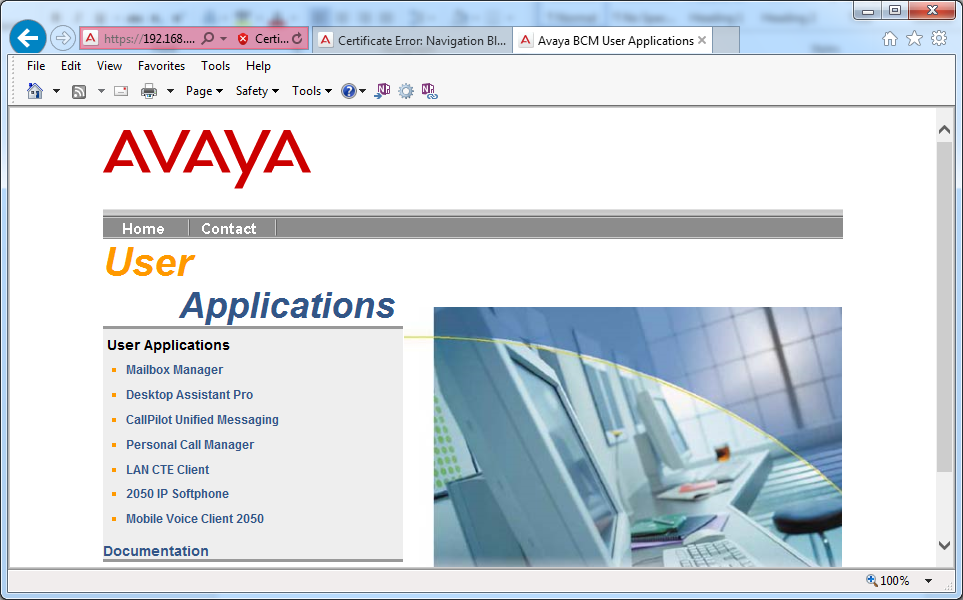 https://192.168.... Certi...
Certificate Error: Navigation Bl...
Avaya BCM User Applications
File Edit View Favorites Tools Help
Page Safety Tools
AVAYA
Home Contact
User
Applications
User Applications
Mailbox Manager
Desktop Assistant Pro
CallPilot Unified Messaging
Personal Call Manager
LAN CTE Client
2050 IP Softphone
Mobile Voice Client 2050
Documentation
100%